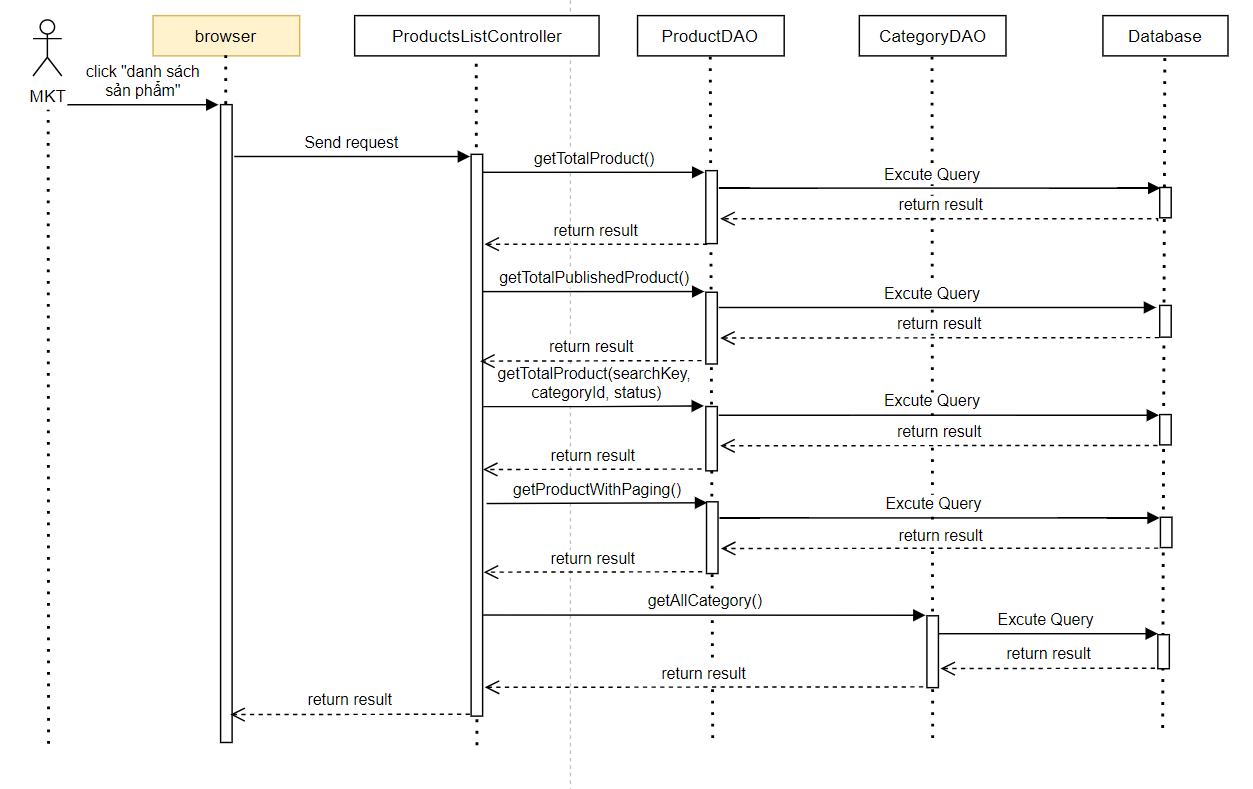 browser
ProductsListController
ProductDAO
CategoryDAO
Database
MKT
click "danh sách
sản phẩm"
Send request
getTotalProduct()
Excute Query
return result
return result
getTotalPublishedProduct()
Excute Query
return result
return result
getTotalProduct(searchKey,
categoryId, status)
Excute Query
return result
return result
getProductWithPaging()
Excute Query
return result
return result
getAllCategory()
Excute Query
return result
return result
return result